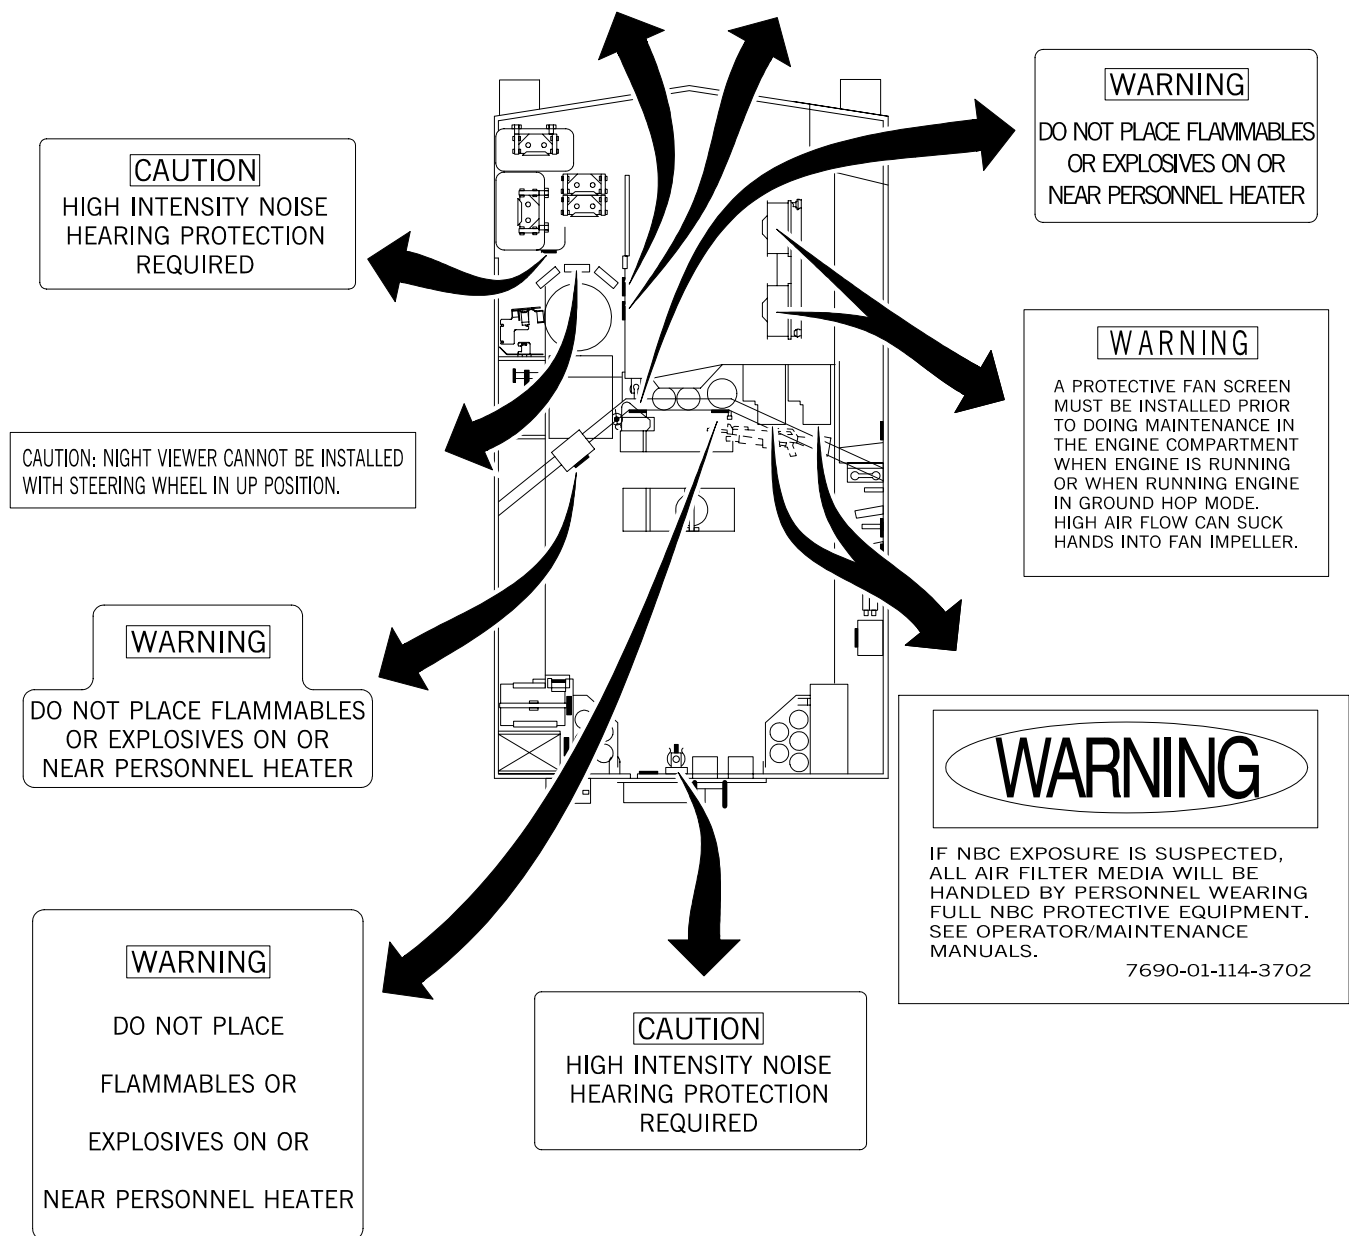 WARNING
DO NOT PLACE FLAMMABLES
OR EXPLOSIVES ON OR
NEAR PERSONNEL HEATER
CAUTION
HIGH INTENSITY NOISE
HEARING PROTECTION
REQUIRED
WARNING
A PROTECTIVE FAN SCREEN
MUST BE INSTALLED PRIOR
TO DOING MAINTENANCE IN
THE ENGINE COMPARTMENT
WHEN ENGINE IS RUNNING
OR WHEN RUNNING ENGINE
IN GROUND HOP MODE.
HIGH AIR FLOW CAN SUCK
HANDS INTO FAN IMPELLER.
CAUTION: NIGHT VIEWER CANNOT BE INSTALLED
WITH STEERING WHEEL IN UP POSITION.
WARNING
DO NOT PLACE FLAMMABLES
OR EXPLOSIVES ON OR
NEAR PERSONNEL HEATER
WARNING
IF NBC EXPOSURE IS SUSPECTED,
ALL AIR FILTER MEDIA WILL BE
HANDLED BY PERSONNEL WEARING
FULL NBC PROTECTIVE EQUIPMENT.
SEE OPERATOR/MAINTENANCE
MANUALS.
7690-01-114-3702
WARNING
DO NOT PLACE
FLAMMABLES OR
EXPLOSIVES ON OR
NEAR PERSONNEL HEATER
CAUTION
HIGH INTENSITY NOISE
HEARING PROTECTION
REQUIRED